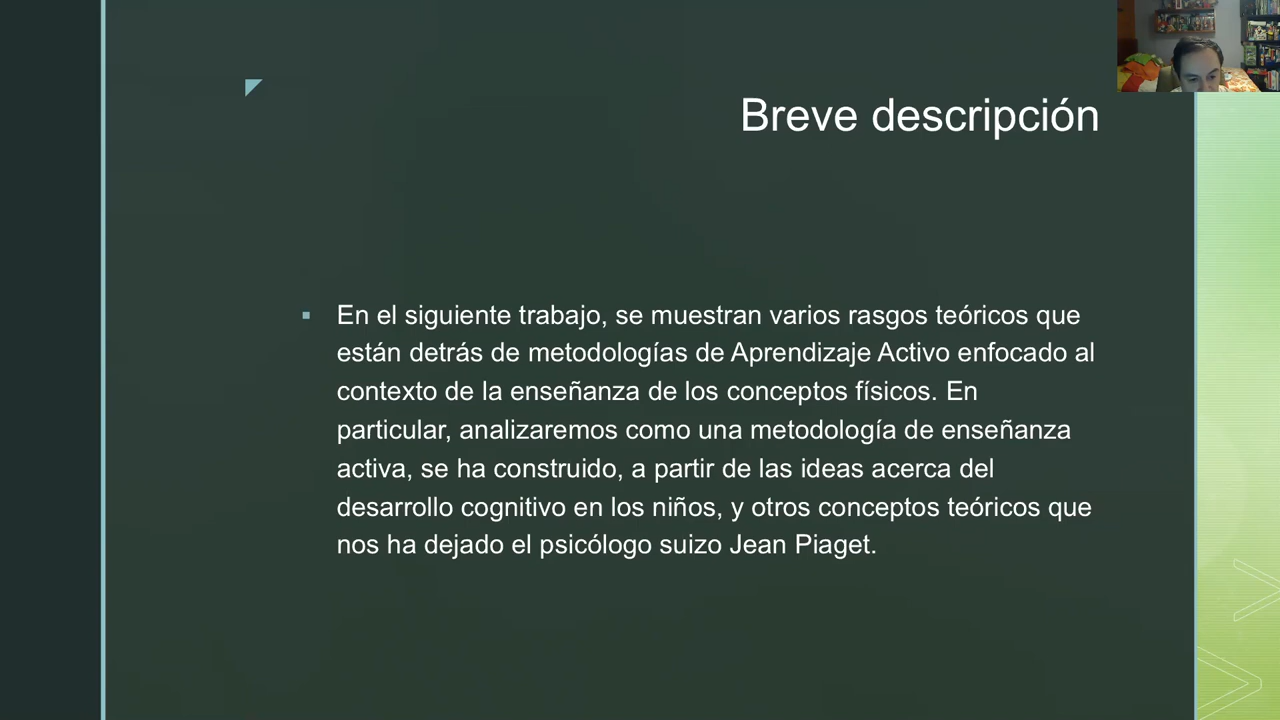 Breve descripción
▪ En el siguiente trabajo, se muestran varios rasgos teóricos que
están detrás de metodologías de Aprendizaje Activo enfocado al
contexto de la enseñanza de los conceptos físicos. En
particular, analizaremos como una metodología de enseñanza
activa, se ha construido, a partir de las ideas acerca del
desarrollo cognitivo en los niños, y otros conceptos teóricos que
nos ha dejado el psicólogo suizo Jean Piaget.